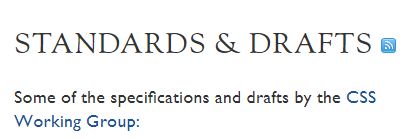 STANDARDS & DRAFTS
Some of the specifications and drafts by the CSS
Working Group: